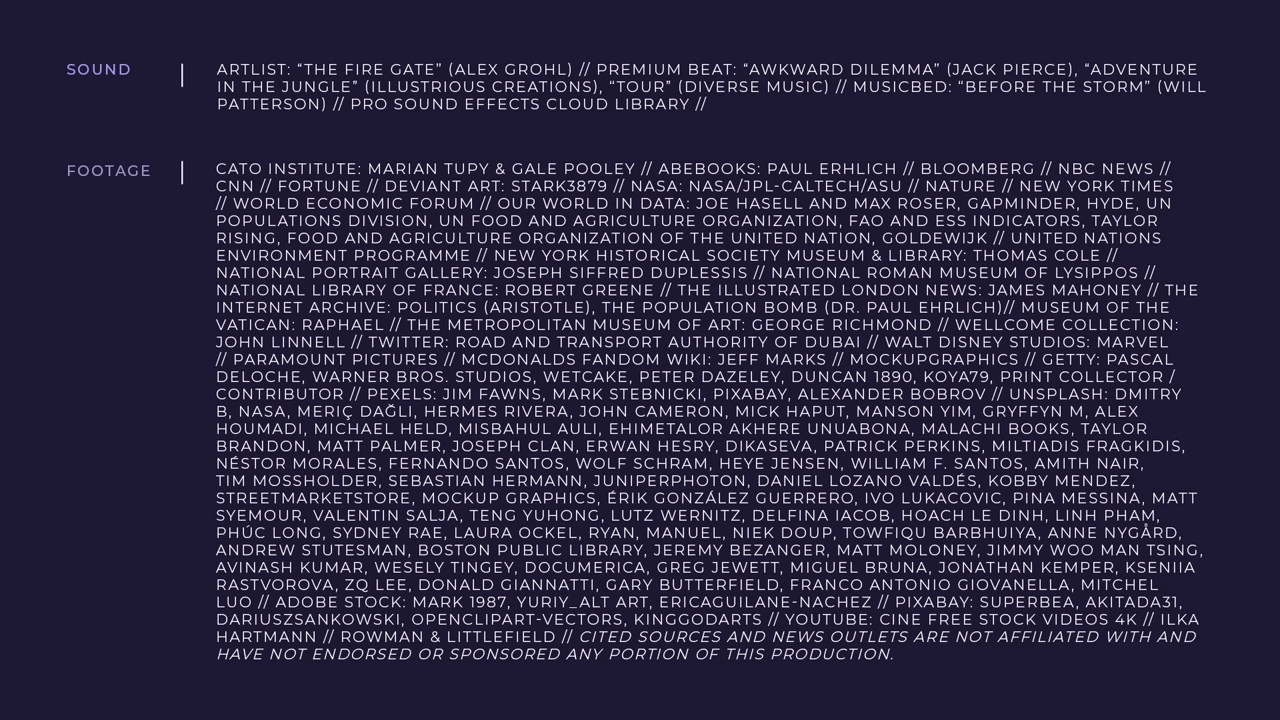 SOUND | ARTLIST: “THE FIRE GATE” (ALEX GROHL) // PREMIUM BEAT: “AWKWARD DILEMMA” (JACK PIERCE), “ADVENTURE
IN THE JUNGLE” (ILLUSTRIOUS CREATIONS), “TOUR” (DIVERSE MUSIC) // MUSICBED: “BEFORE THE STORM” (WILL
PATTERSON) // PRO SOUND EFFECTS CLOUD LIBRARY //
FOOTAGE | CATO INSTITUTE: MARIAN TUPY & GALE POOLEY // ABEBOOKS: PAUL ERHLICH // BLOOMBERG // NBC NEWS //
CNN // FORTUNE // DEVIANT ART: STARK3879 // NASA: NASA/JPL-CALTECH/ASU // NATURE // NEW YORK TIMES
// WORLD ECONOMIC FORUM // OUR WORLD IN DATA: JOE HASELL AND MAX ROSER, GAPMINDER, HYDE, UN
POPULATIONS DIVISION, UN FOOD AND AGRICULTURE ORGANIZATION, FAO AND ESS INDICATORS, TAYLOR
RISING, FOOD AND AGRICULTURE ORGANIZATION OF THE UNITED NATION, GOLDEWIJK // UNITED NATIONS
ENVIRONMENT PROGRAMME // NEW YORK HISTORICAL SOCIETY MUSEUM & LIBRARY: THOMAS COLE //
NATIONAL PORTRAIT GALLERY: JOSEPH SIFFRED DUPLESSIS // NATIONAL ROMAN MUSEUM OF LYSIPPOS //
NATIONAL LIBRARY OF FRANCE: ROBERT GREENE // THE ILLUSTRATED LONDON NEWS: JAMES MAHONEY // THE
INTERNET ARCHIVE: POLITICS (ARISTOTLE), THE POPULATION BOMB (DR. PAUL EHRLICH)// MUSEUM OF THE
VATICAN: RAPHAEL // THE METROPOLITAN MUSEUM OF ART: GEORGE RICHMOND // WELLCOME COLLECTION:
JOHN LINNELL // TWITTER: ROAD AND TRANSPORT AUTHORITY OF DUBAI // WALT DISNEY STUDIOS: MARVEL
// PARAMOUNT PICTURES // MCDONALDS FANDOM WIKI: JEFF MARKS // MOCKUPGRAPHICS // GETTY: PASCAL
DELOCHE, WARNER BROS. STUDIOS, WETCAKE, PETER DAZELEY, DUNCAN 1890, KOYA79, PRINT COLLECTOR /
CONTRIBUTOR // PEXELS: JIM FAWNS, MARK STEBNICKI, PIXABAY, ALEXANDER BOBROV // UNSPLASH: DMITRY
B, NASA, MERIÇ DAĞLI, HERMES RIVERA, JOHN CAMERON, MICK HAPUT, MANSON YIM, GRYFFYN M, ALEX
HOUMADI, MICHAEL HELD, MISBAHUL AULI, EHIMETALOR AKHERE UNUABONA, MALACHI BOOKS, TAYLOR
BRANDON, MATT PALMER, JOSEPH CLAN, ERWAN HESRY, DIKASEVA, PATRICK PERKINS, MILTIADIS FRAGKIDIS,
NÉSTOR MORALES, FERNANDO SANTOS, WOLF SCHRAM, HEYE JENSEN, WILLIAM F. SANTOS, AMITH NAIR,
TIM MOSSHOLDER, SEBASTIAN HERMANN, JUNIPERPHOTON, DANIEL LOZANO VALDÉS, KOBBY MENDEZ,
STREETMARKETSTORE, MOCKUP GRAPHICS, ÉRIK GONZÁLEZ GUERRERO, IVO LUKACOVIC, PINA MESSINA, MATT
SYEMOUR, VALENTIN SALJA, TENG YUHONG, LUTZ WERNITZ, DELFINA IACOB, HOACH LE DINH, LINH PHAM,
PHÚC LONG, SYDNEY RAE, LAURA OCKEL, RYAN, MANUEL, NIEK DOUP, TOWFIQU BARBHUIYA, ANNE NYGÅRD,
ANDREW STUTESMAN, BOSTON PUBLIC LIBRARY, JEREMY BEZANGER, MATT MOLONEY, JIMMY WOO MAN TSING,
AVINASH KUMAR, WESELY TINGEY, DOCUMERICA, GREG JEWETT, MIGUEL BRUNA, JONATHAN KEMPER, KSENIIA
RASTVOROVA, ZQ LEE, DONALD GIANNATTI, GARY BUTTERFIELD, FRANCO ANTONIO GIOVANELLA, MITCHEL
LUO // ADOBE STOCK: MARK 1987, YURIY_ALT ART, ERICAGUILANE-NACHEZ // PIXABAY: SUPERBEA, AKITADA31,
DARIUSZSANKOWSKI, OPENCLIPART-VECTORS, KINGGODARTS // YOUTUBE: CINE FREE STOCK VIDEOS 4K // ILKA
HARTMANN // ROWMAN & LITTLEFIELD // CITED SOURCES AND NEWS OUTLETS ARE NOT AFFILIATED WITH AND
HAVE NOT ENDORSED OR SPONSORED ANY PORTION OF THIS PRODUCTION.